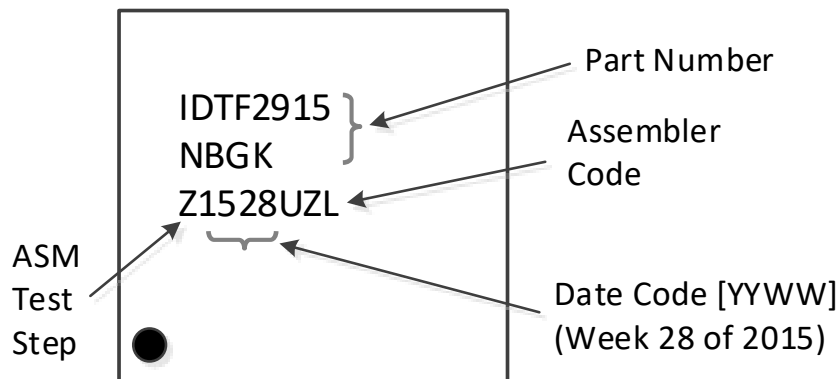 IDTF2915
NBGK
Z1528UZL
Part Number
Assembler
Code
ASM
Test
Step
Date Code [YYWW]
(Week 28 of 2015)